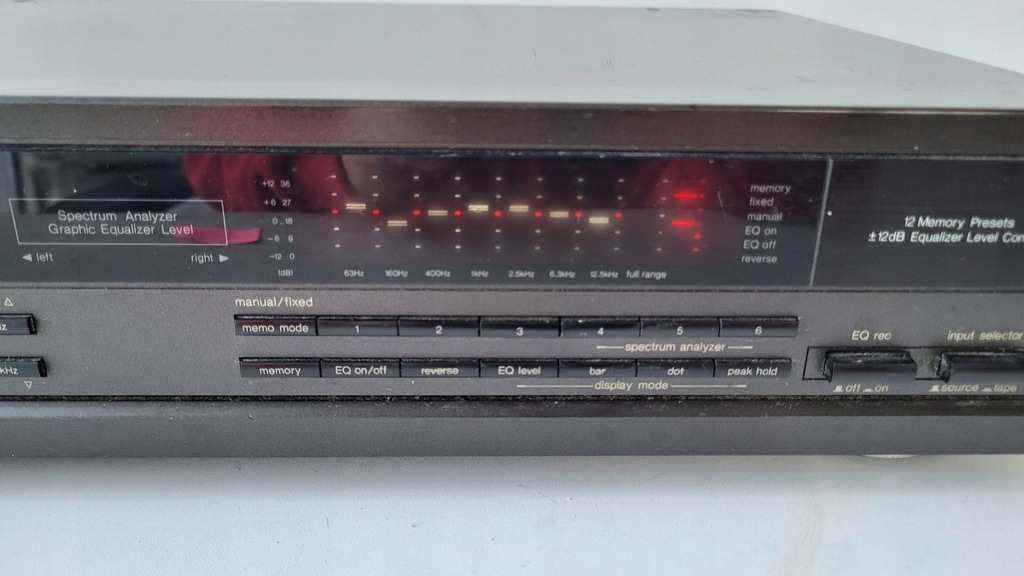 Spectrum Analyzer
Graphic Equalizer Level
◀ left right ▶
+12 36
+6 27
0 18
-6 9
-12 0
(dB)
63Hz 160Hz 400Hz 1kHz 2.5kHz 6.3kHz 12.5kHz full range
memory
fixed
manual
EQ on
EQ off
reverse
12 Memory Presets
±12dB Equalizer Level Con
manual/fixed
memo mode 1 2 3 4 5 6
spectrum analyzer
memory EQ on/off reverse EQ level bar dot peak hold
display mode
kHz
EQ rec
off on
input selector
source tape